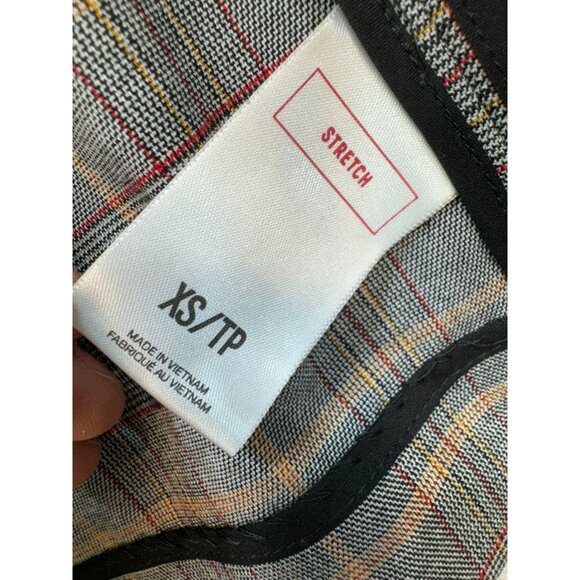 STRETCH
XS/TP
MADE IN VIETNAM
FABRIQUÉ AU VIETNAM